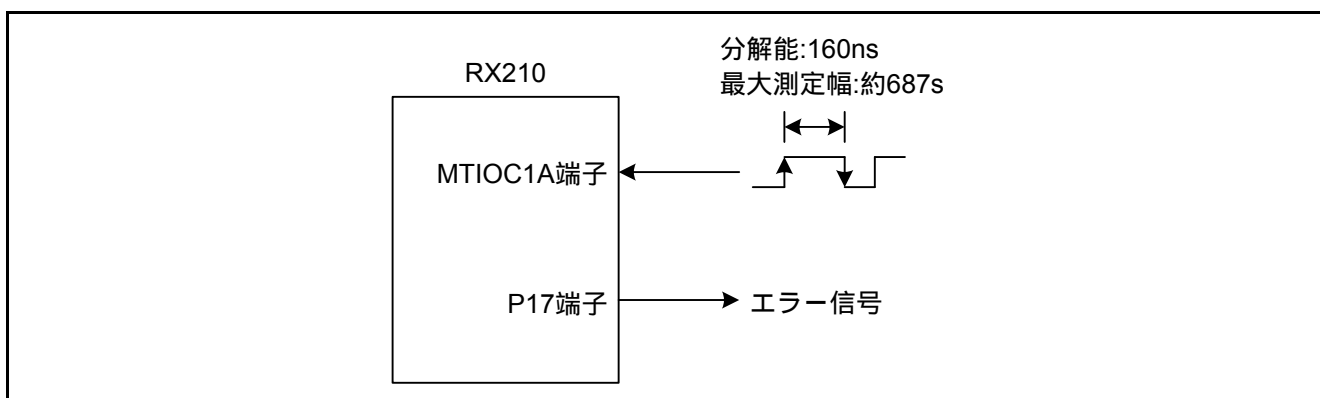 分解能:160ns
最大測定幅:約687s
RX210
MTIOC1A端子
P17端子
エラー信号